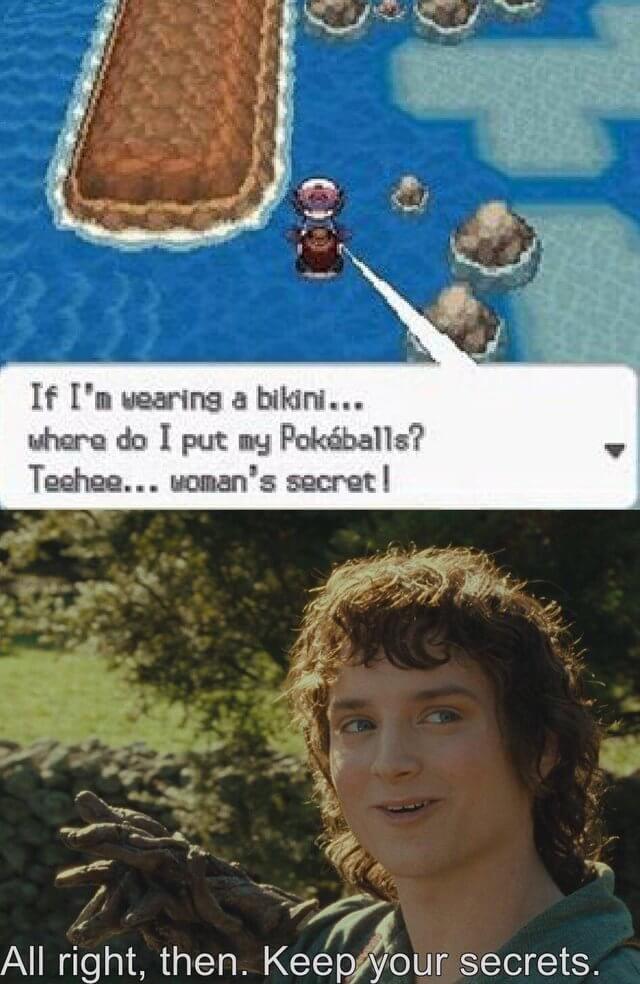 If I'm wearing a bikini...
where do I put my Pokéballs?
Teehee... woman's secret!
All right, then. Keep your secrets.